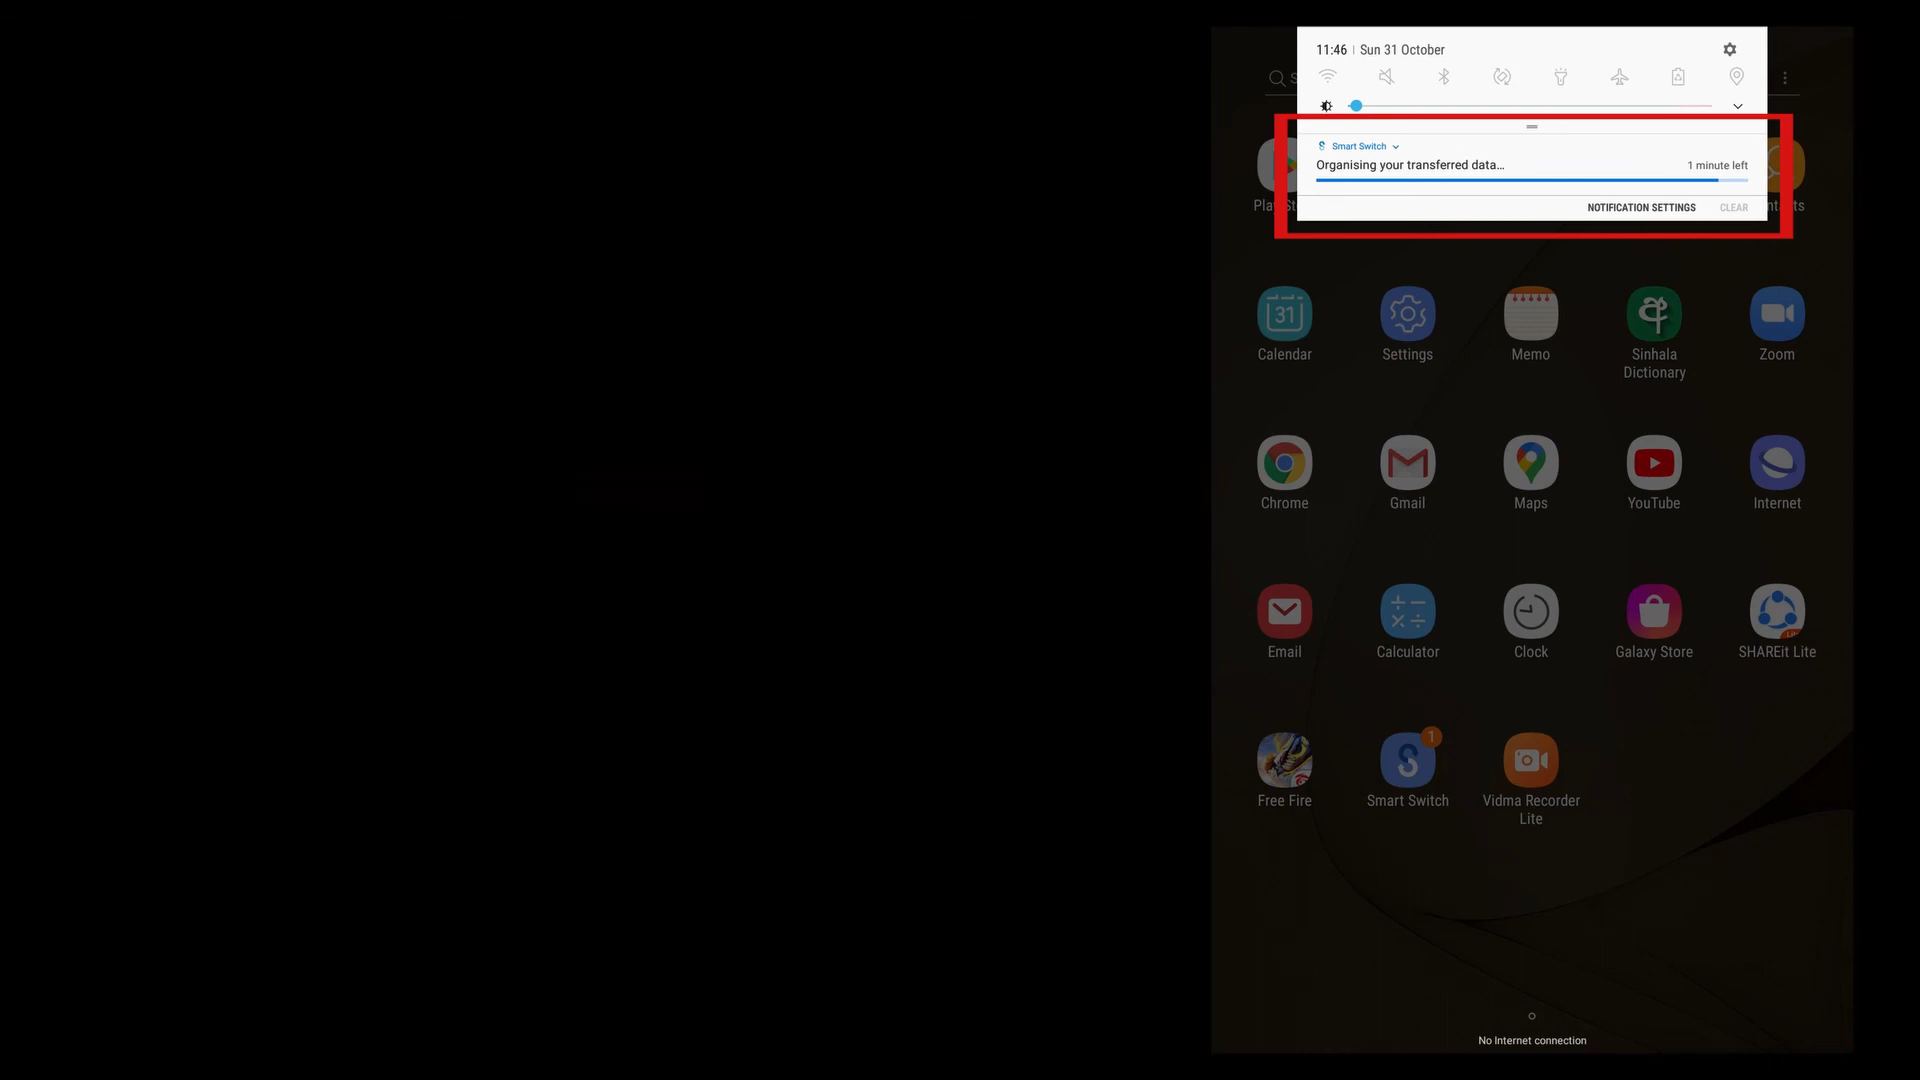 11:46 | Sun 31 October
S
Smart Switch
Organising your transferred data...
1 minute left
NOTIFICATION SETTINGS
CLEAR
Calendar
Settings
Memo
Sinhala
Dictionary
Zoom
Chrome
Gmail
Maps
YouTube
Internet
Email
Calculator
Clock
Galaxy Store
SHAREit Lite
Free Fire
Smart Switch
Vidma Recorder
Lite
31
1
අ
No Internet connection